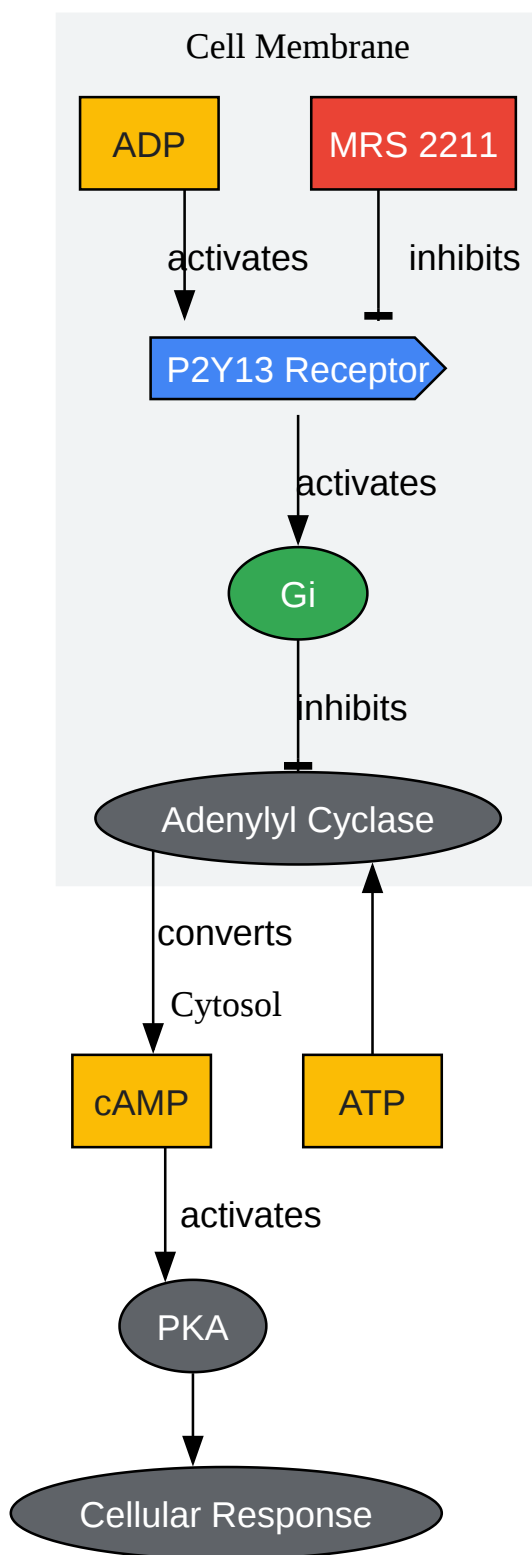 Cell Membrane
ADP
MRS 2211
activates
inhibits
P2Y13 Receptor
activates
Gi
inhibits
Adenylyl Cyclase
converts
Cytosol
cAMP
ATP
activates
PKA
Cellular Response